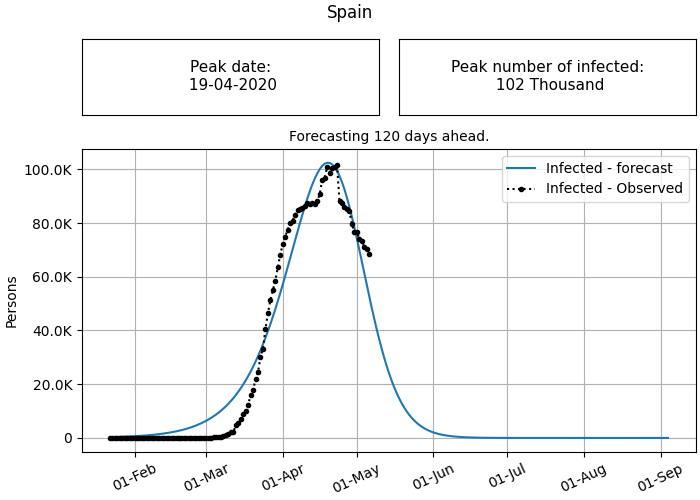 Spain
Peak date:
19-04-2020
Peak number of infected:
102 Thousand
Forecasting 120 days ahead.
Infected - forecast
Infected - Observed
Persons
100.0K
80.0K
60.0K
40.0K
20.0K
0
01-Feb
01-Mar
01-Apr
01-May
01-Jun
01-Jul
01-Aug
01-Sep